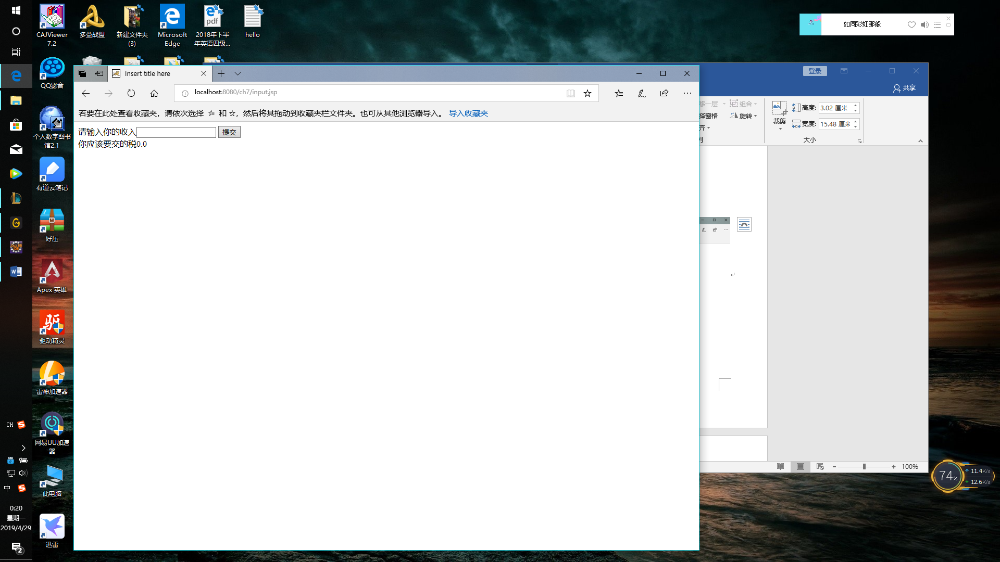 CAJViewer
7.2
多益战盟
新建文件夹
(3)
Microsoft
Edge
pdf
2018年下半
年英语四级...
hello
QQ影音
个人数字图书
馆2.1
有道云笔记
好压
Apex 英雄
驱动精灵
雷神加速器
网易UU加速
器
此电脑
迅雷
如同彩虹那般
Insert title here
localhost:8080/ch7/input.jsp
若要在此处查看收藏夹，请依次选择 和 ，然后将其拖动到收藏夹栏文件夹。也可从其他浏览器导入。 导入收藏夹
请输入你的收入 提交
你应该要交的税0.0
登录
共享
移一层 组合
择窗格 旋转
齐
列
裁剪
高度: 3.02 厘米
宽度: 15.48 厘米
大小
100%
74%
11.4K/s
12.6K/s
CH
中
0:20
星期一
2019/4/29
2